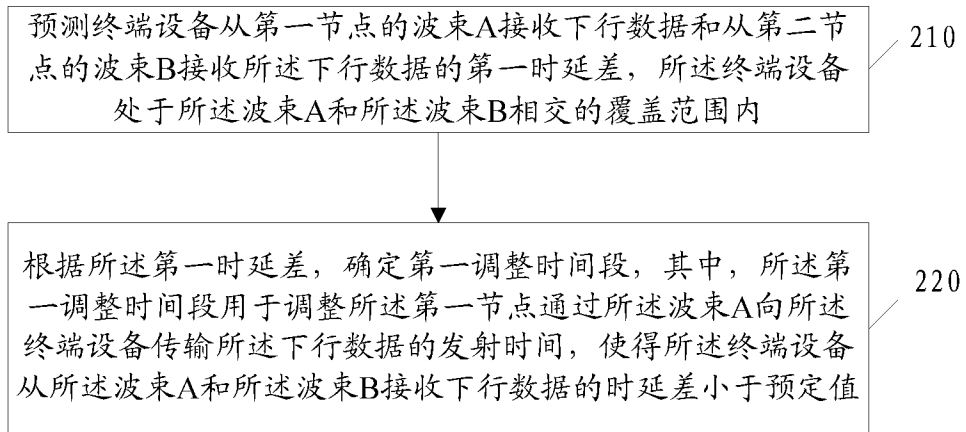 预测终端设备从第一节点的波束A接收下行数据和从第二节
点的波束B接收所述下行数据的第一时延差，所述终端设备
处于所述波束A和所述波束B相交的覆盖范围内
210
根据所述第一时延差，确定第一调整时间段，其中，所述第
一调整时间段用于调整所述第一节点通过所述波束A向所述
终端设备传输所述下行数据的发射时间，使得所述终端设备
从所述波束A和所述波束B接收下行数据的时延差小于预定值
220